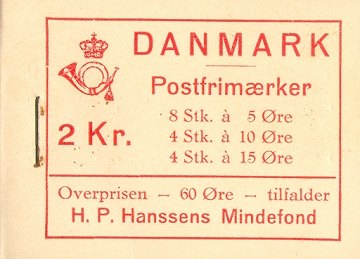 DANMARK
Postfrimærker
2 Kr.
8 Stk. à 5 Øre
4 Stk. à 10 Øre
4 Stk. à 15 Øre
Overprisen – 60 Øre – tilfalder
H. P. Hanssens Mindefond